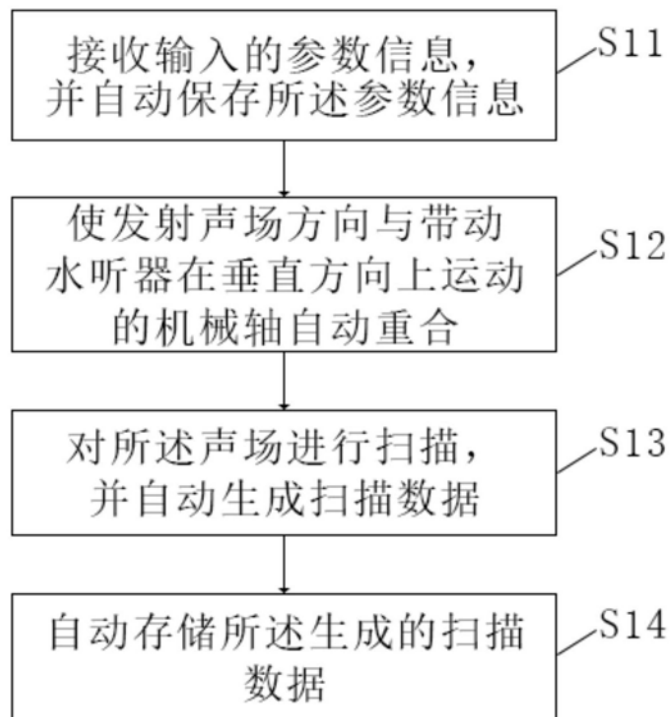 接收输入的参数信息，
并自动保存所述参数信息
S11
使发射声场方向与带动
水听器在垂直方向上运动
的机械轴自动重合
S12
对所述声场进行扫描，
并自动生成扫描数据
S13
自动存储所述生成的扫描
数据
S14